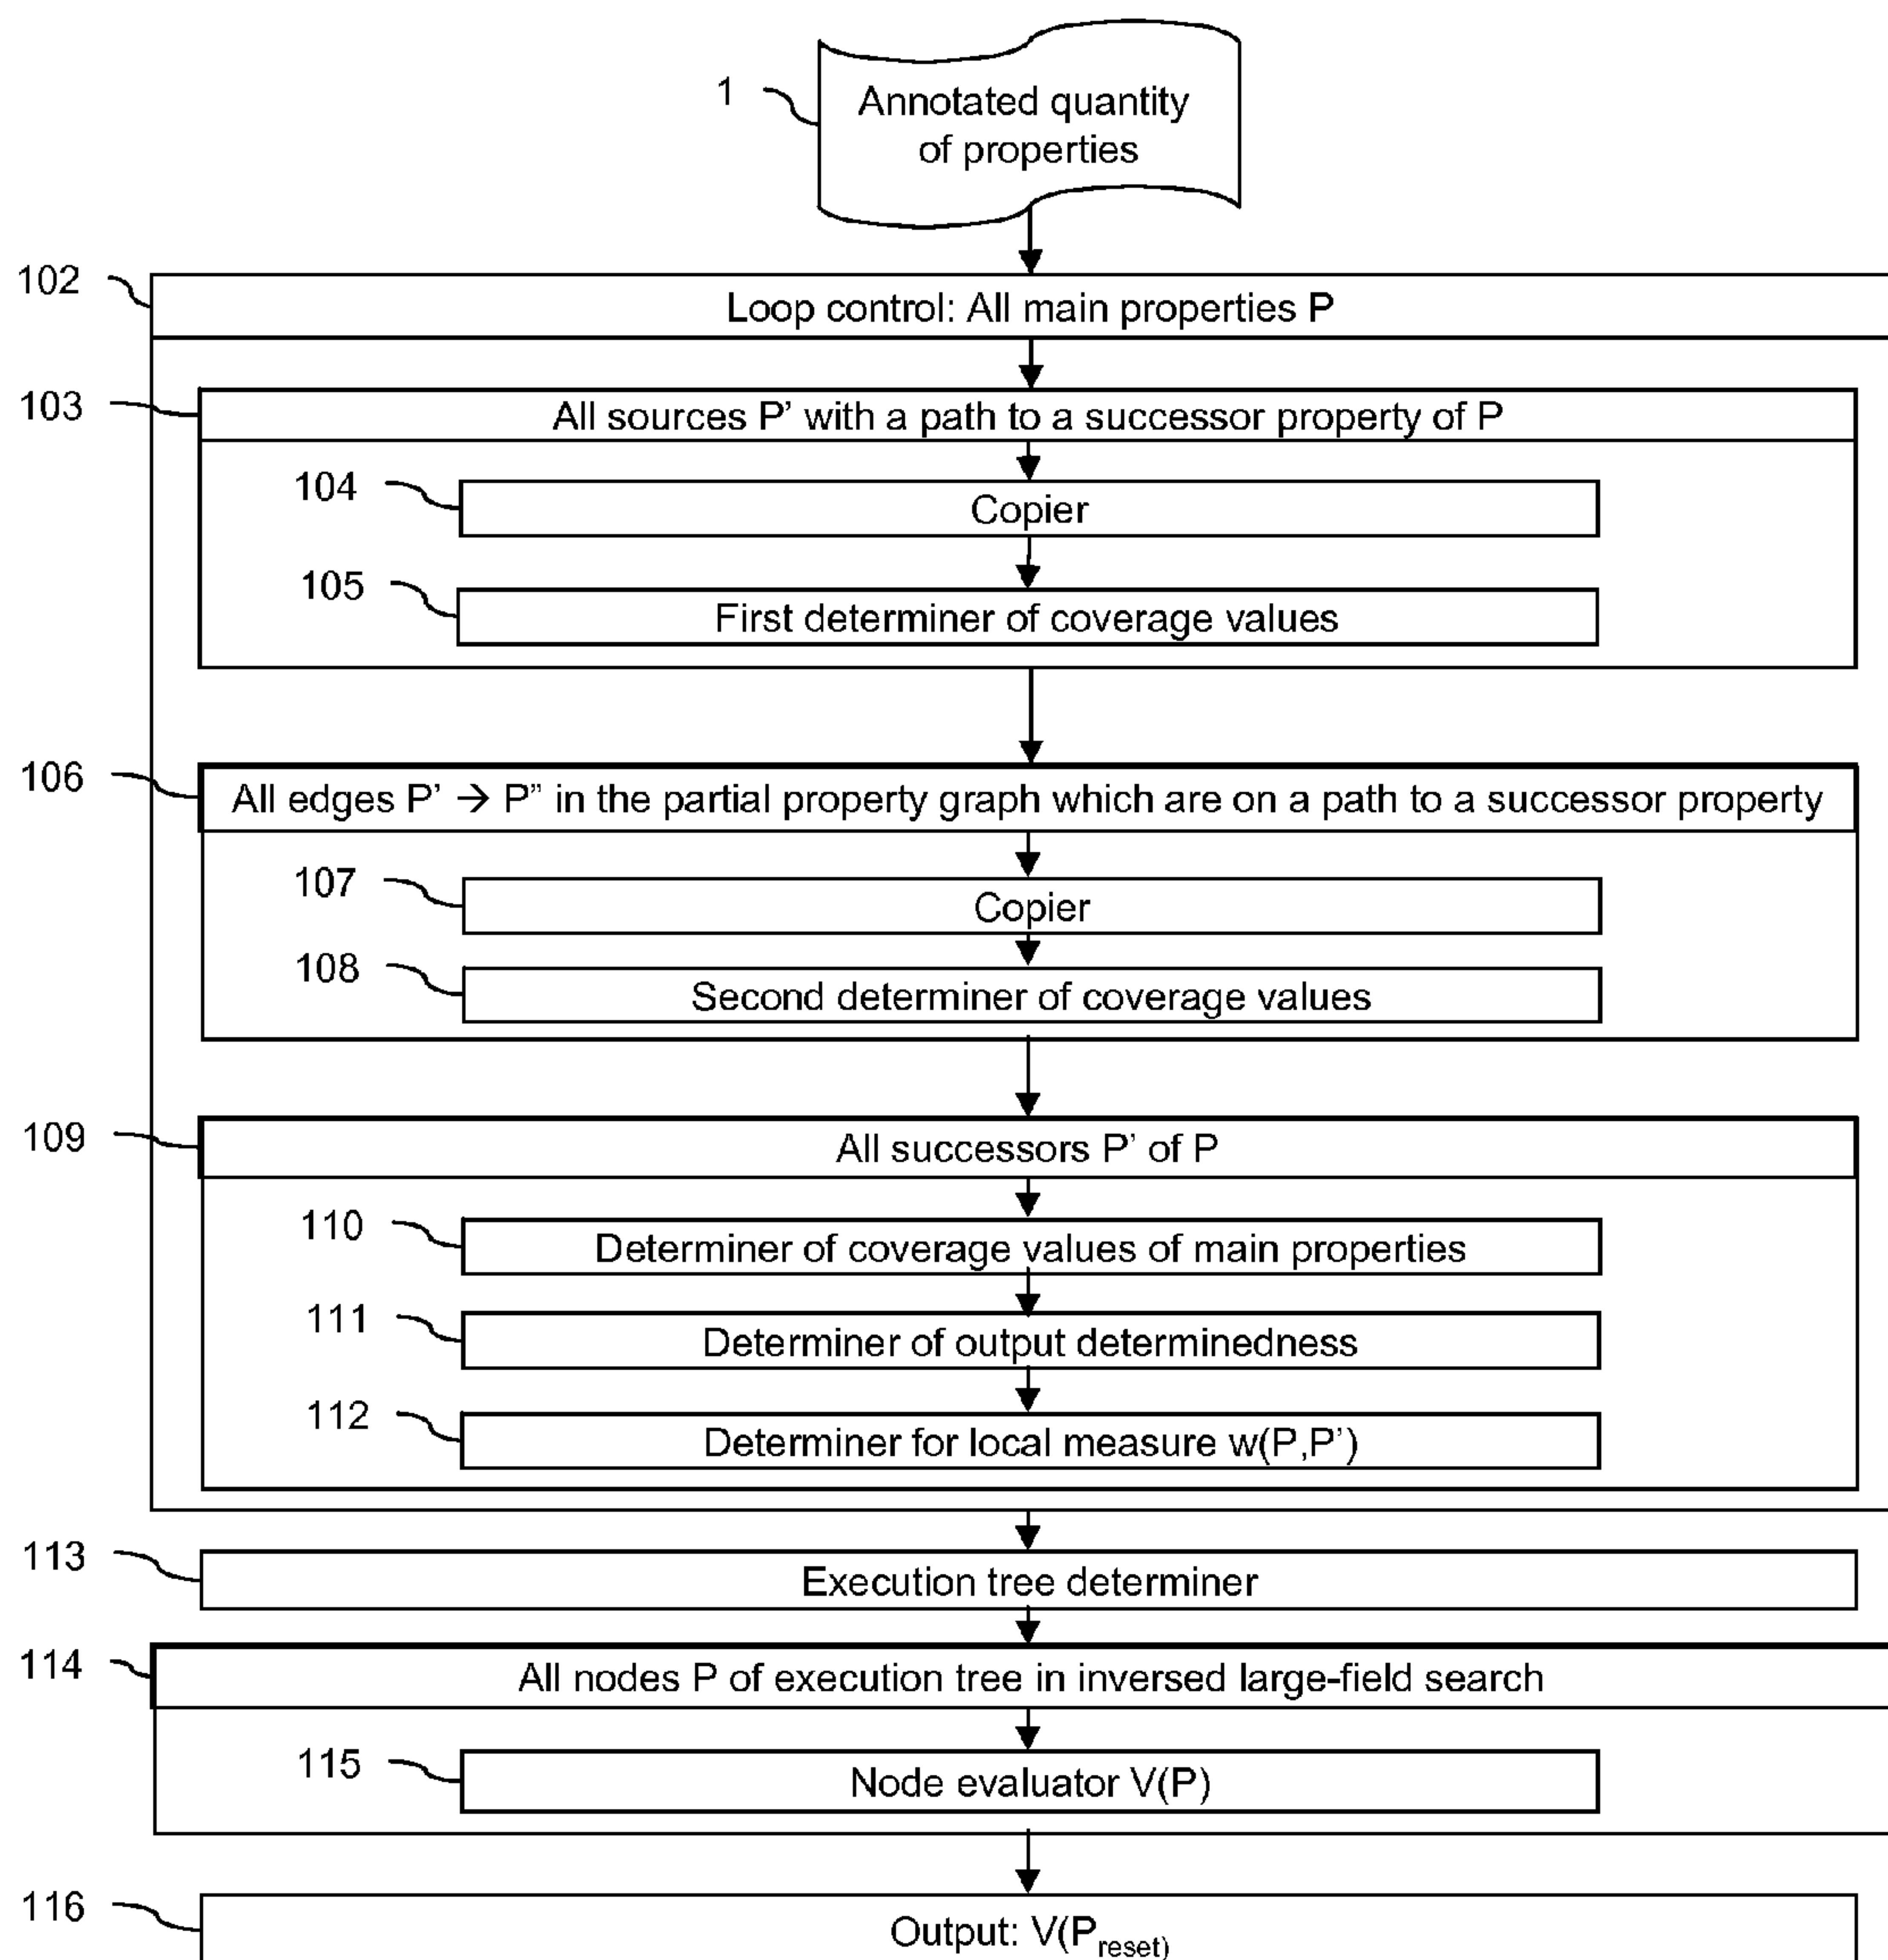 1
Annotated quantity
of properties
102
Loop control: All main properties P
103
All sources P' with a path to a successor property of P
104
Copier
105
First determiner of coverage values
106
All edges P' → P" in the partial property graph which are on a path to a successor property
107
Copier
108
Second determiner of coverage values
109
All successors P' of P
110
Determiner of coverage values of main properties
111
Determiner of output determinedness
112
Determiner for local measure w(P,P')
113
Execution tree determiner
114
All nodes P of execution tree in inversed large-field search
115
Node evaluator V(P)
116
Output: V(Preset)